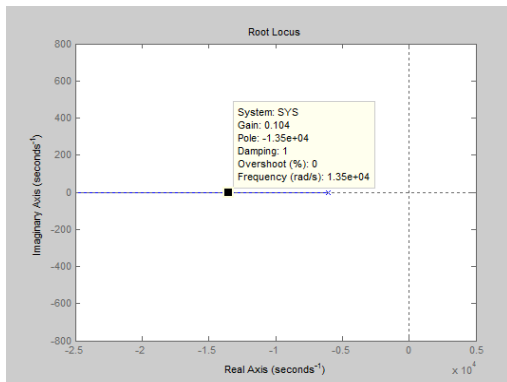 Root Locus
800
600
400
200
0
-200
-400
-600
-800
Imaginary Axis (seconds⁻¹)
System: SYS
Gain: 0.104
Pole: -1.35e+04
Damping: 1
Overshoot (%): 0
Frequency (rad/s): 1.35e+04
-2.5 -2 -1.5 -1 -0.5 0 0.5
x 10⁴
Real Axis (seconds⁻¹)